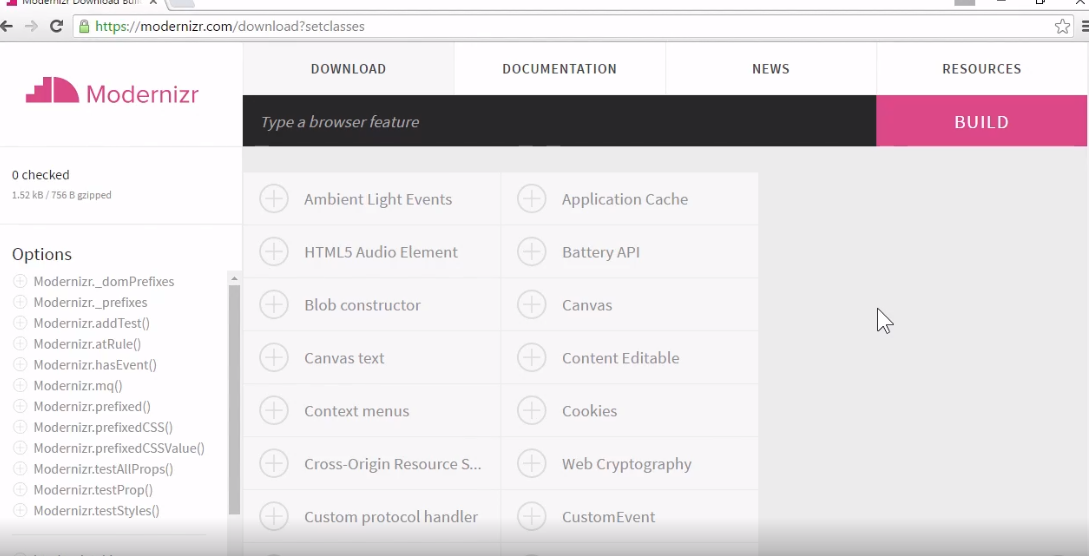 Modernizr Download Buil
https://modernizr.com/download?setclasses
Modernizr
DOWNLOAD
DOCUMENTATION
NEWS
RESOURCES
Type a browser feature
BUILD
0 checked
1.52 kB / 756 B gzipped
Options
Modernizr._domPrefixes
Modernizr._prefixes
Modernizr.addTest()
Modernizr.atRule()
Modernizr.hasEvent()
Modernizr.mq()
Modernizr.prefixed()
Modernizr.prefixedCSS()
Modernizr.prefixedCSSValue()
Modernizr.testAllProps()
Modernizr.testProp()
Modernizr.testStyles()
Ambient Light Events
Application Cache
HTML5 Audio Element
Battery API
Blob constructor
Canvas
Canvas text
Content Editable
Context menus
Cookies
Cross-Origin Resource S...
Web Cryptography
Custom protocol handler
CustomEvent